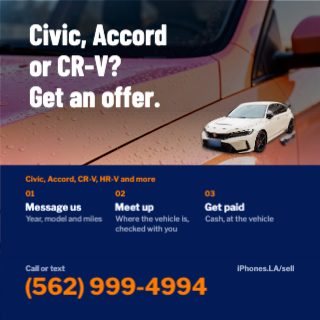 Civic, Accord
or CR-V?
Get an offer.
Civic, Accord, CR-V, HR-V and more
01
Message us
Year, model and miles
02
Meet up
Where the vehicle is,
checked with you
03
Get paid
Cash, at the vehicle
Call or text
(562) 999-4994
iPhones.LA/sell